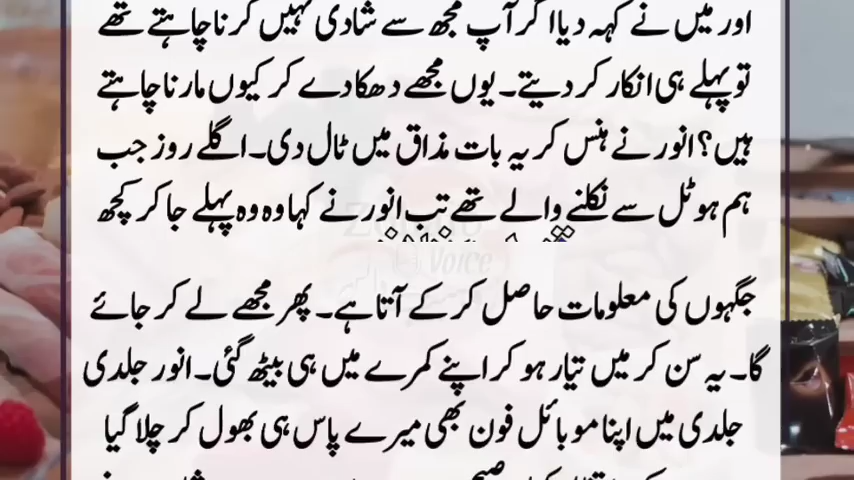 اور میں نے کہہ دیا اگر آپ مجھ سے شادی نہیں کرنا چاہتے تھے
تو پہلے ہی انکار کر دیتے۔ یوں مجھے دھکا دے کر کیوں مارنا چاہتے
ہیں؟ انور نے ہنس کر یہ بات مذاق میں ٹال دی۔ اگلے روز جب
ہم ہوٹل سے نکلنے والے تھے تب انور نے کہا وہ وہ پہلے جا کر کچھ
Voice
جگہوں کی معلومات حاصل کر کے آتا ہے۔ پھر مجھے لے کر جائے
گا۔ یہ سن کر میں تیار ہو کر اپنے کمرے میں ہی بیٹھ گئی۔ انور جلدی
جلدی میں اپنا موبائل فون بھی میرے پاس ہی بھول کر چلا گیا